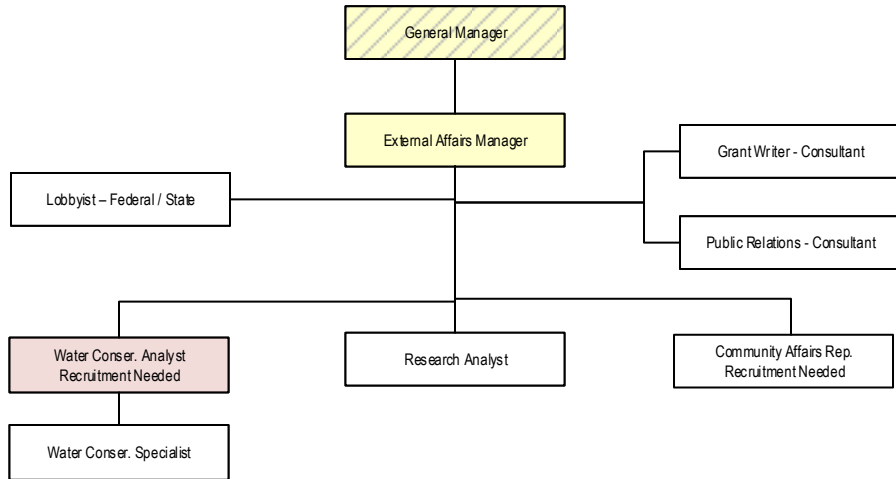 General Manager
External Affairs Manager
Grant Writer - Consultant
Lobbyist – Federal / State
Public Relations - Consultant
Water Conser. Analyst
Recruitment Needed
Research Analyst
Community Affairs Rep.
Recruitment Needed
Water Conser. Specialist